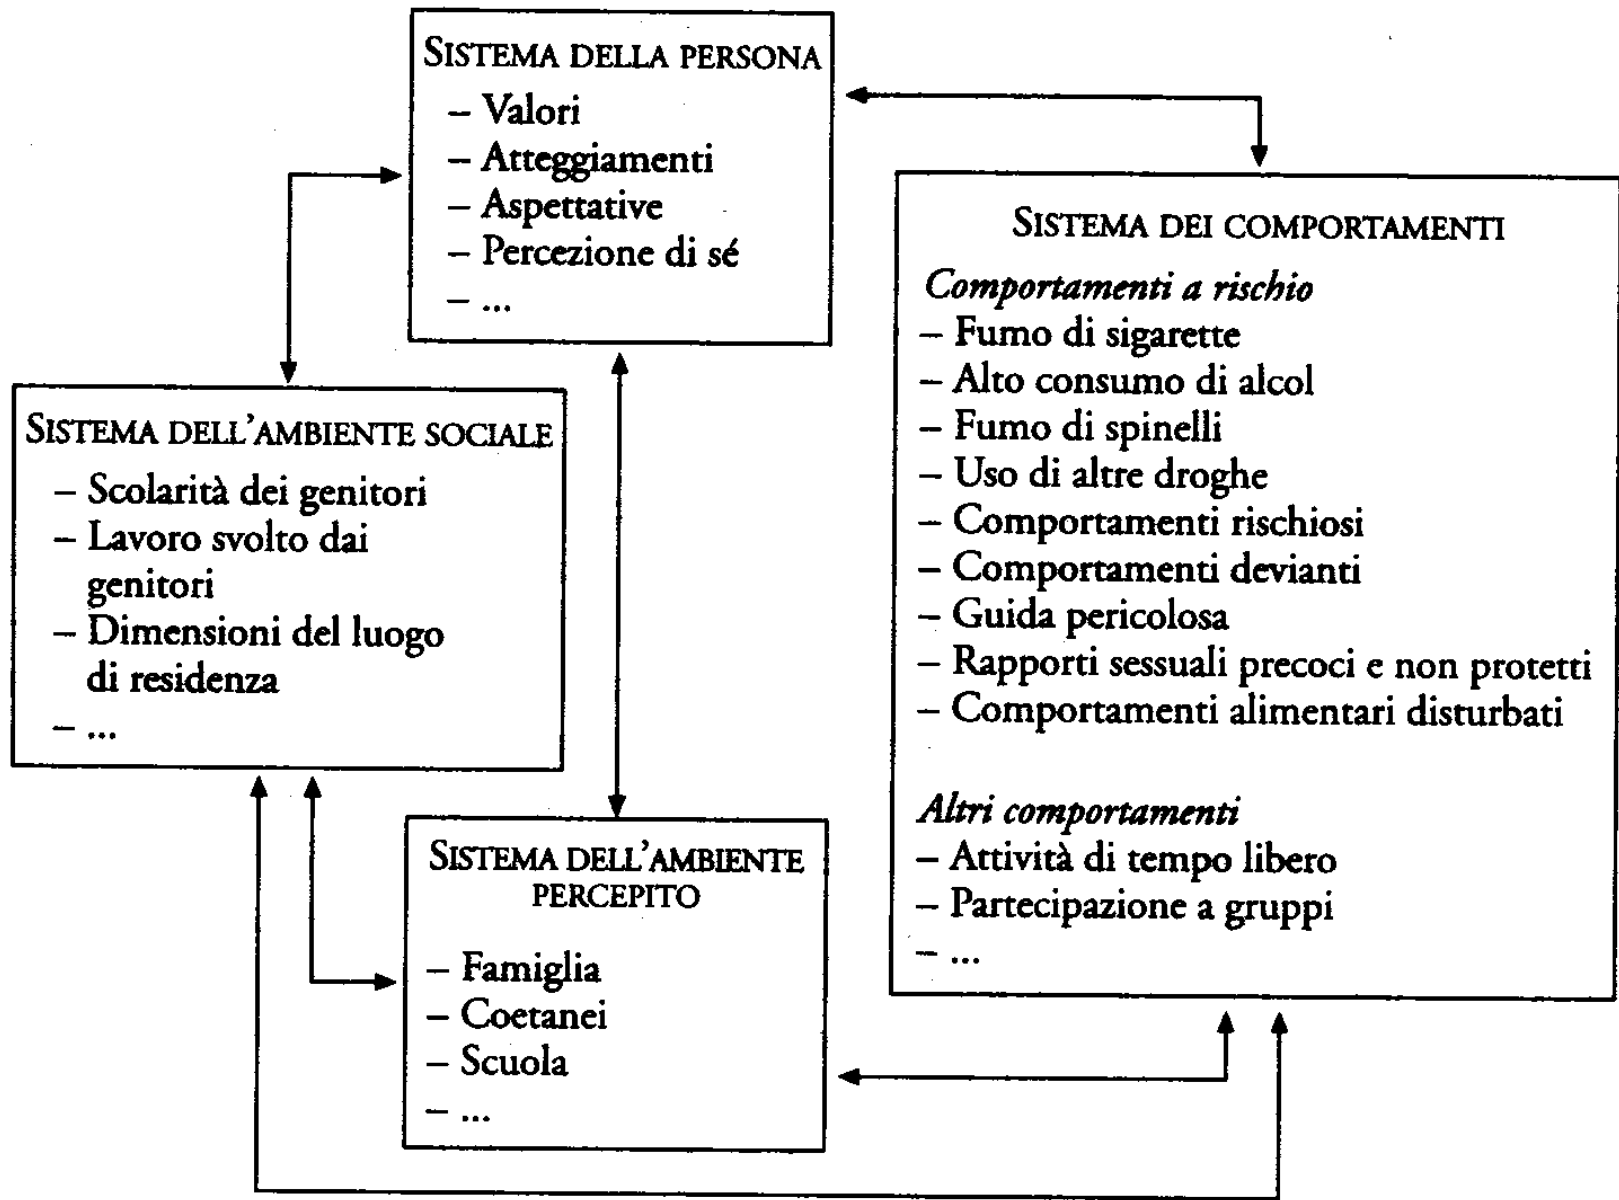 SISTEMA DELLA PERSONA
– Valori
– Atteggiamenti
– Aspettative
– Percezione di sé
– ...
SISTEMA DELL'AMBIENTE SOCIALE
– Scolarità dei genitori
– Lavoro svolto dai
genitori
– Dimensioni del luogo
di residenza
– ...
SISTEMA DELL'AMBIENTE
PERCEPITO
– Famiglia
– Coetanei
– Scuola
– ...
SISTEMA DEI COMPORTAMENTI
Comportamenti a rischio
– Fumo di sigarette
– Alto consumo di alcol
– Fumo di spinelli
– Uso di altre droghe
– Comportamenti rischiosi
– Comportamenti devianti
– Guida pericolosa
– Rapporti sessuali precoci e non protetti
– Comportamenti alimentari disturbati
Altri comportamenti
– Attività di tempo libero
– Partecipazione a gruppi
– ...